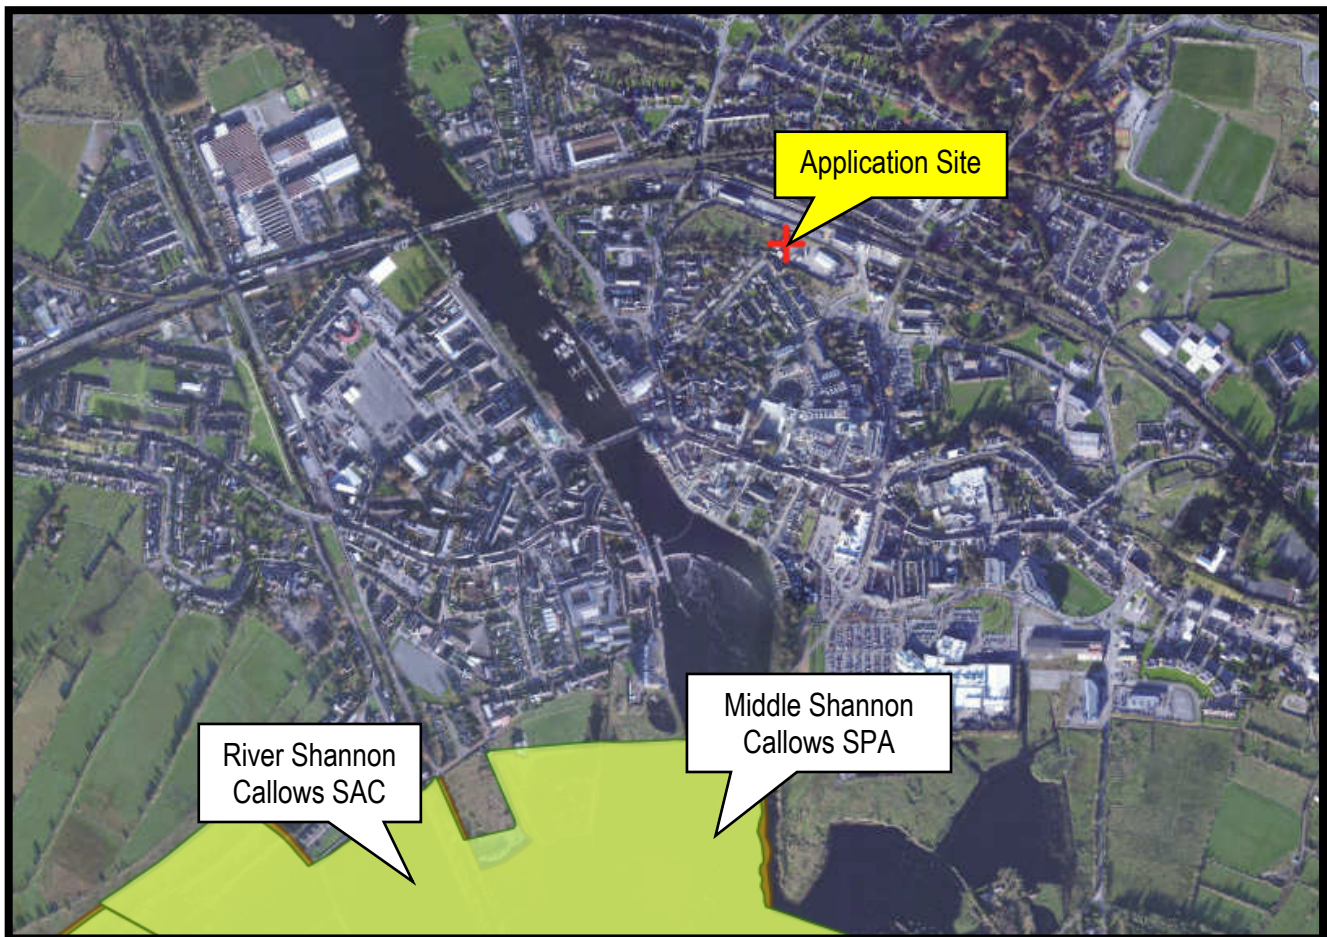 Application Site
Middle Shannon
Callows SPA
River Shannon
Callows SAC